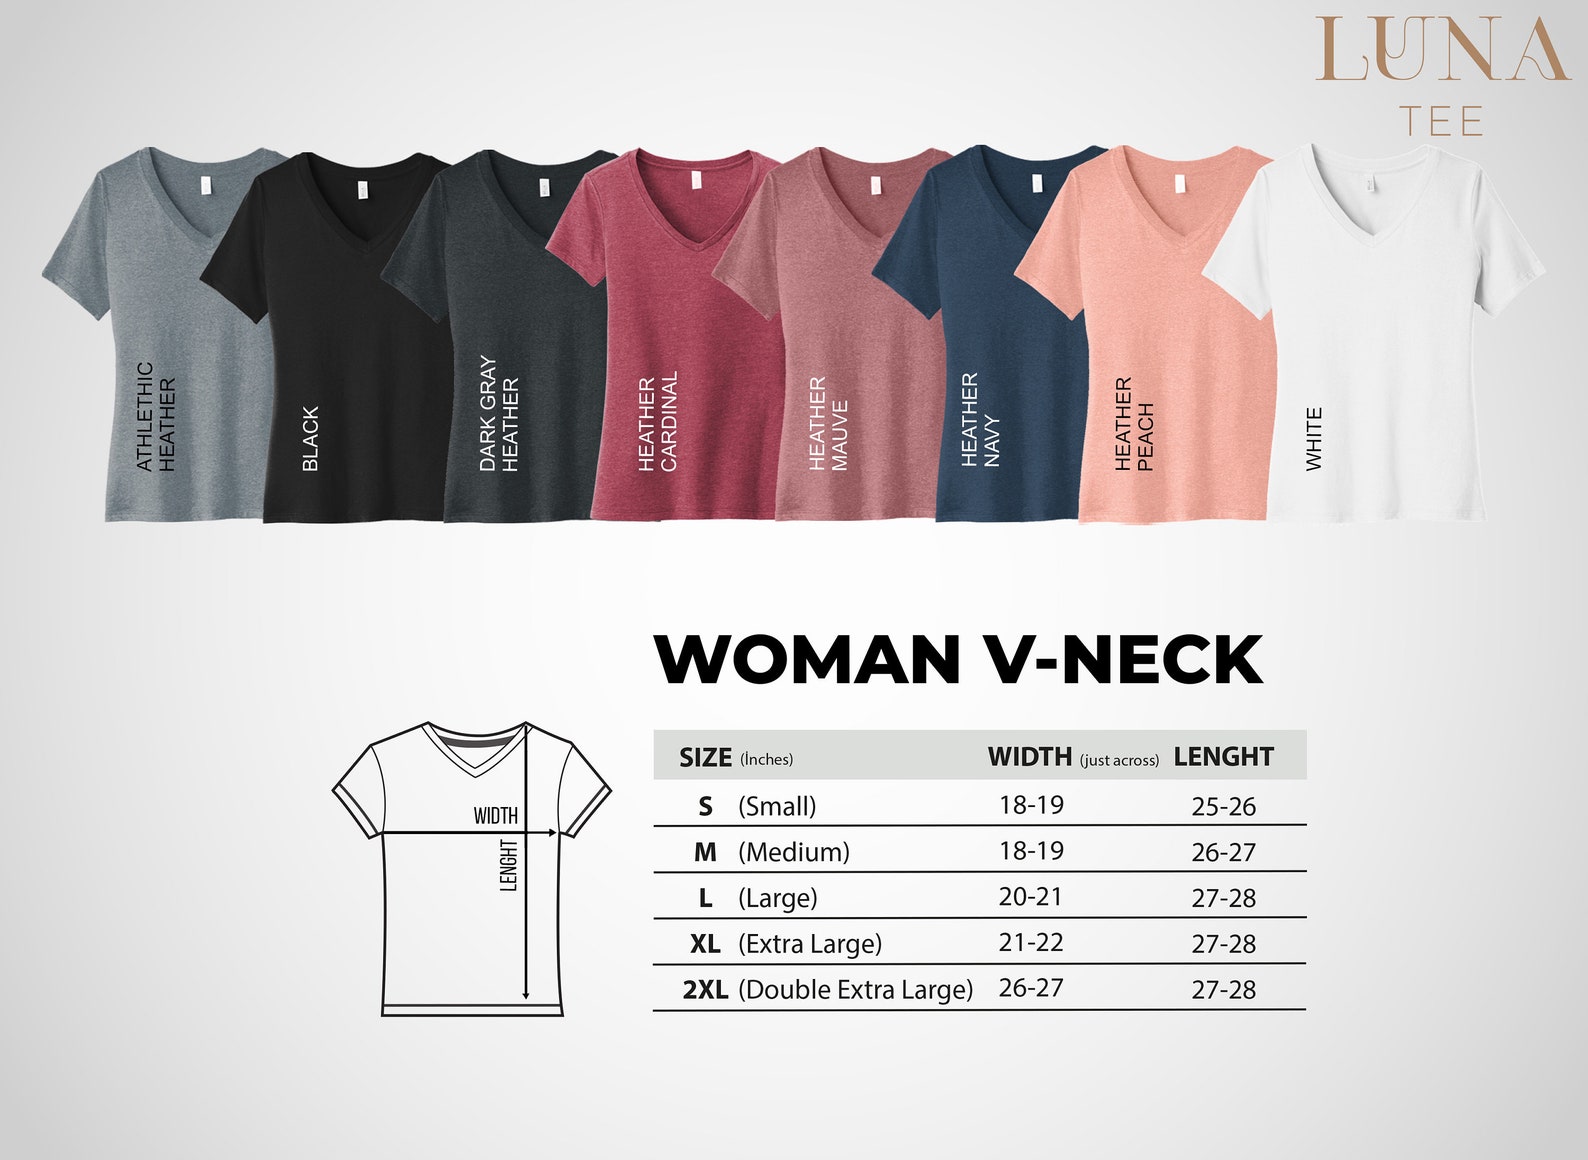 LUNA
TEE
ATHLETHIC
HEATHER
BLACK
DARK GRAY
HEATHER
HEATHER
CARDINAL
HEATHER
MAUVE
HEATHER
NAVY
HEATHER
PEACH
WHITE
WOMAN V-NECK
SIZE (İnches) WIDTH (just across) LENGHT
S (Small) 18-19 25-26
M (Medium) 18-19 26-27
L (Large) 20-21 27-28
XL (Extra Large) 21-22 27-28
2XL (Double Extra Large) 26-27 27-28
WIDTH
LENGHT